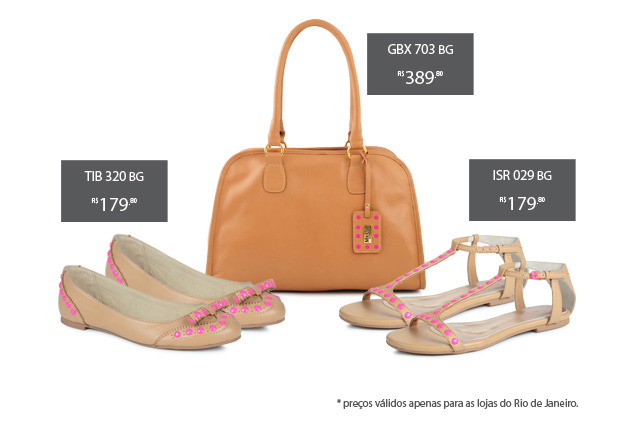 GBX 703 BG
R$ 389,80
TIB 320 BG
R$ 179,80
ISR 029 BG
R$ 179,80
* preços válidos apenas para as lojas do Rio de Janeiro.